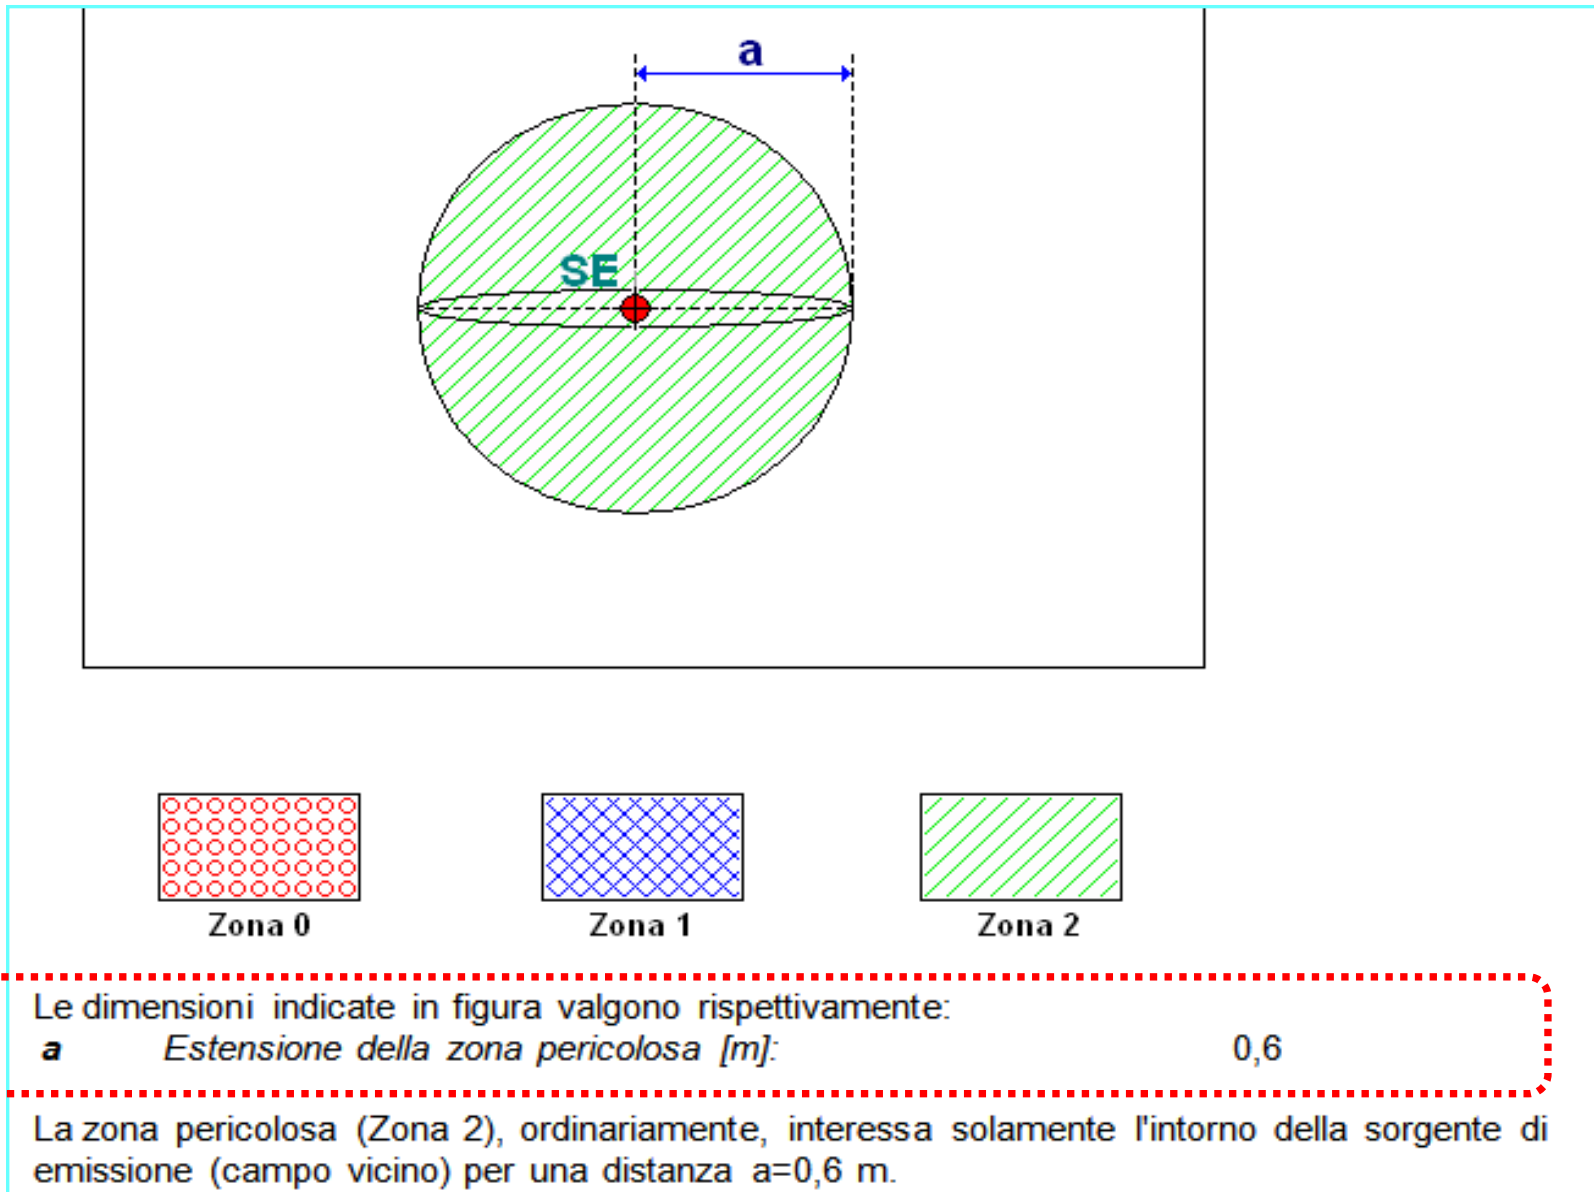 a
SE
Zona 0
Zona 1
Zona 2
Le dimensioni indicate in figura valgono rispettivamente:
a Estensione della zona pericolosa [m]: 0,6
La zona pericolosa (Zona 2), ordinariamente, interessa solamente l'intorno della sorgente di
emissione (campo vicino) per una distanza a=0,6 m.